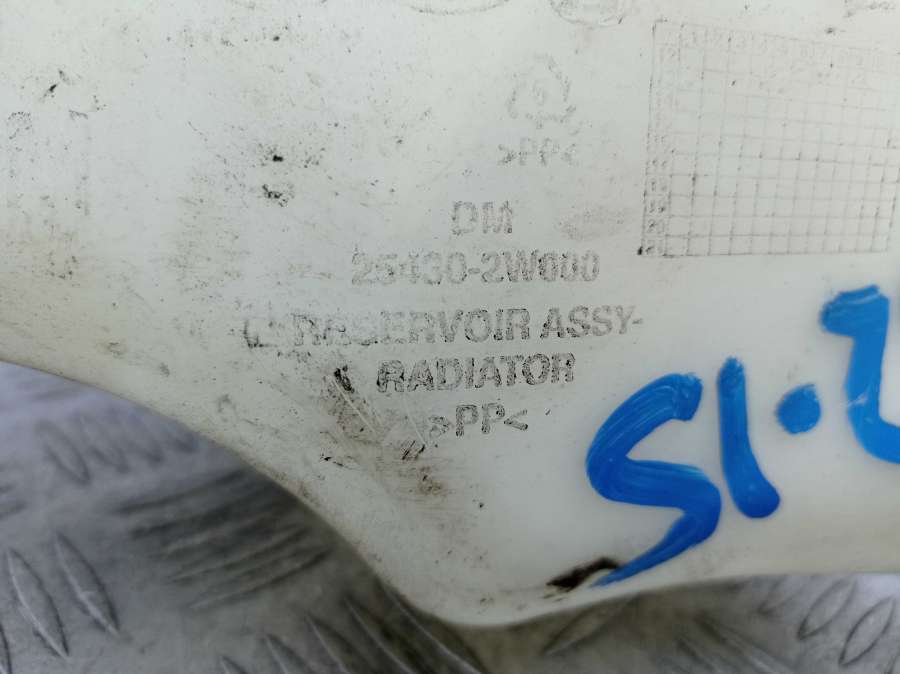 >PP<
DM
25430-2W000
RESERVOIR ASSY-
RADIATOR
>PP<